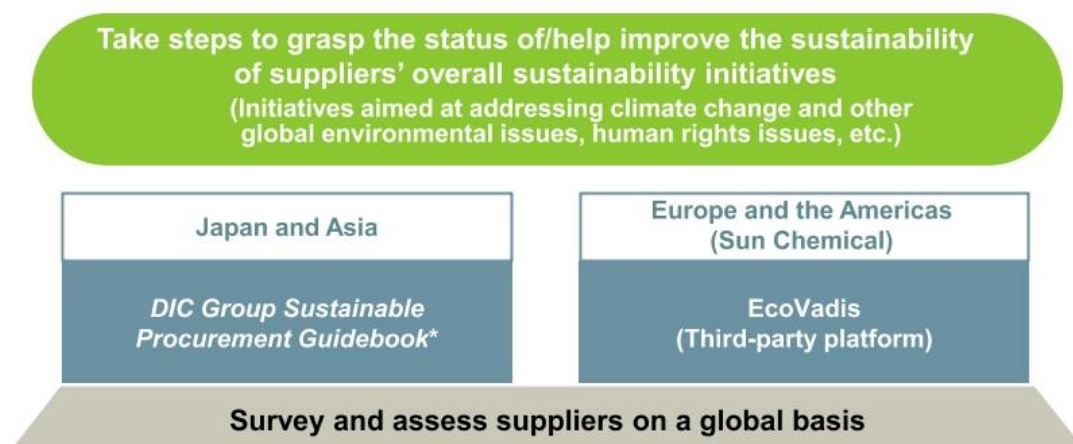 Take steps to grasp the status of/help improve the sustainability
of suppliers’ overall sustainability initiatives
(Initiatives aimed at addressing climate change and other
global environmental issues, human rights issues, etc.)
Japan and Asia
DIC Group Sustainable
Procurement Guidebook*
Europe and the Americas
(Sun Chemical)
EcoVadis
(Third-party platform)
Survey and assess suppliers on a global basis